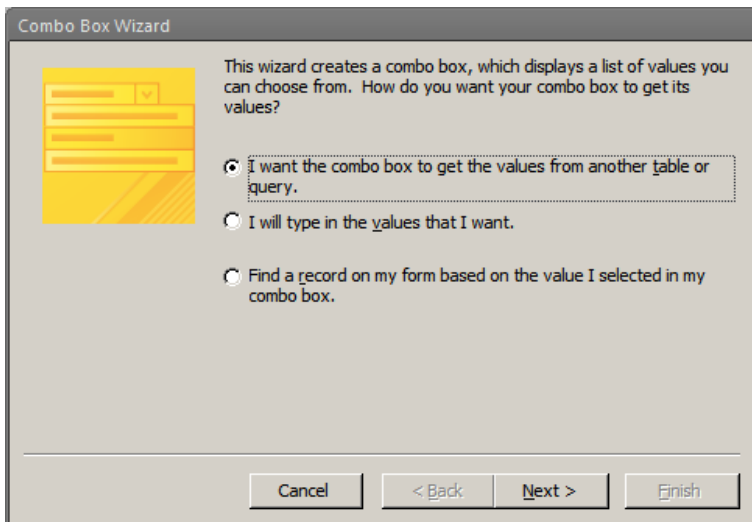 Combo Box Wizard
This wizard creates a combo box, which displays a list of values you
can choose from.  How do you want your combo box to get its
values?
I want the combo box to get the values from another table or
query.
I will type in the values that I want.
Find a record on my form based on the value I selected in my
combo box.
Cancel
< Back
Next >
Finish